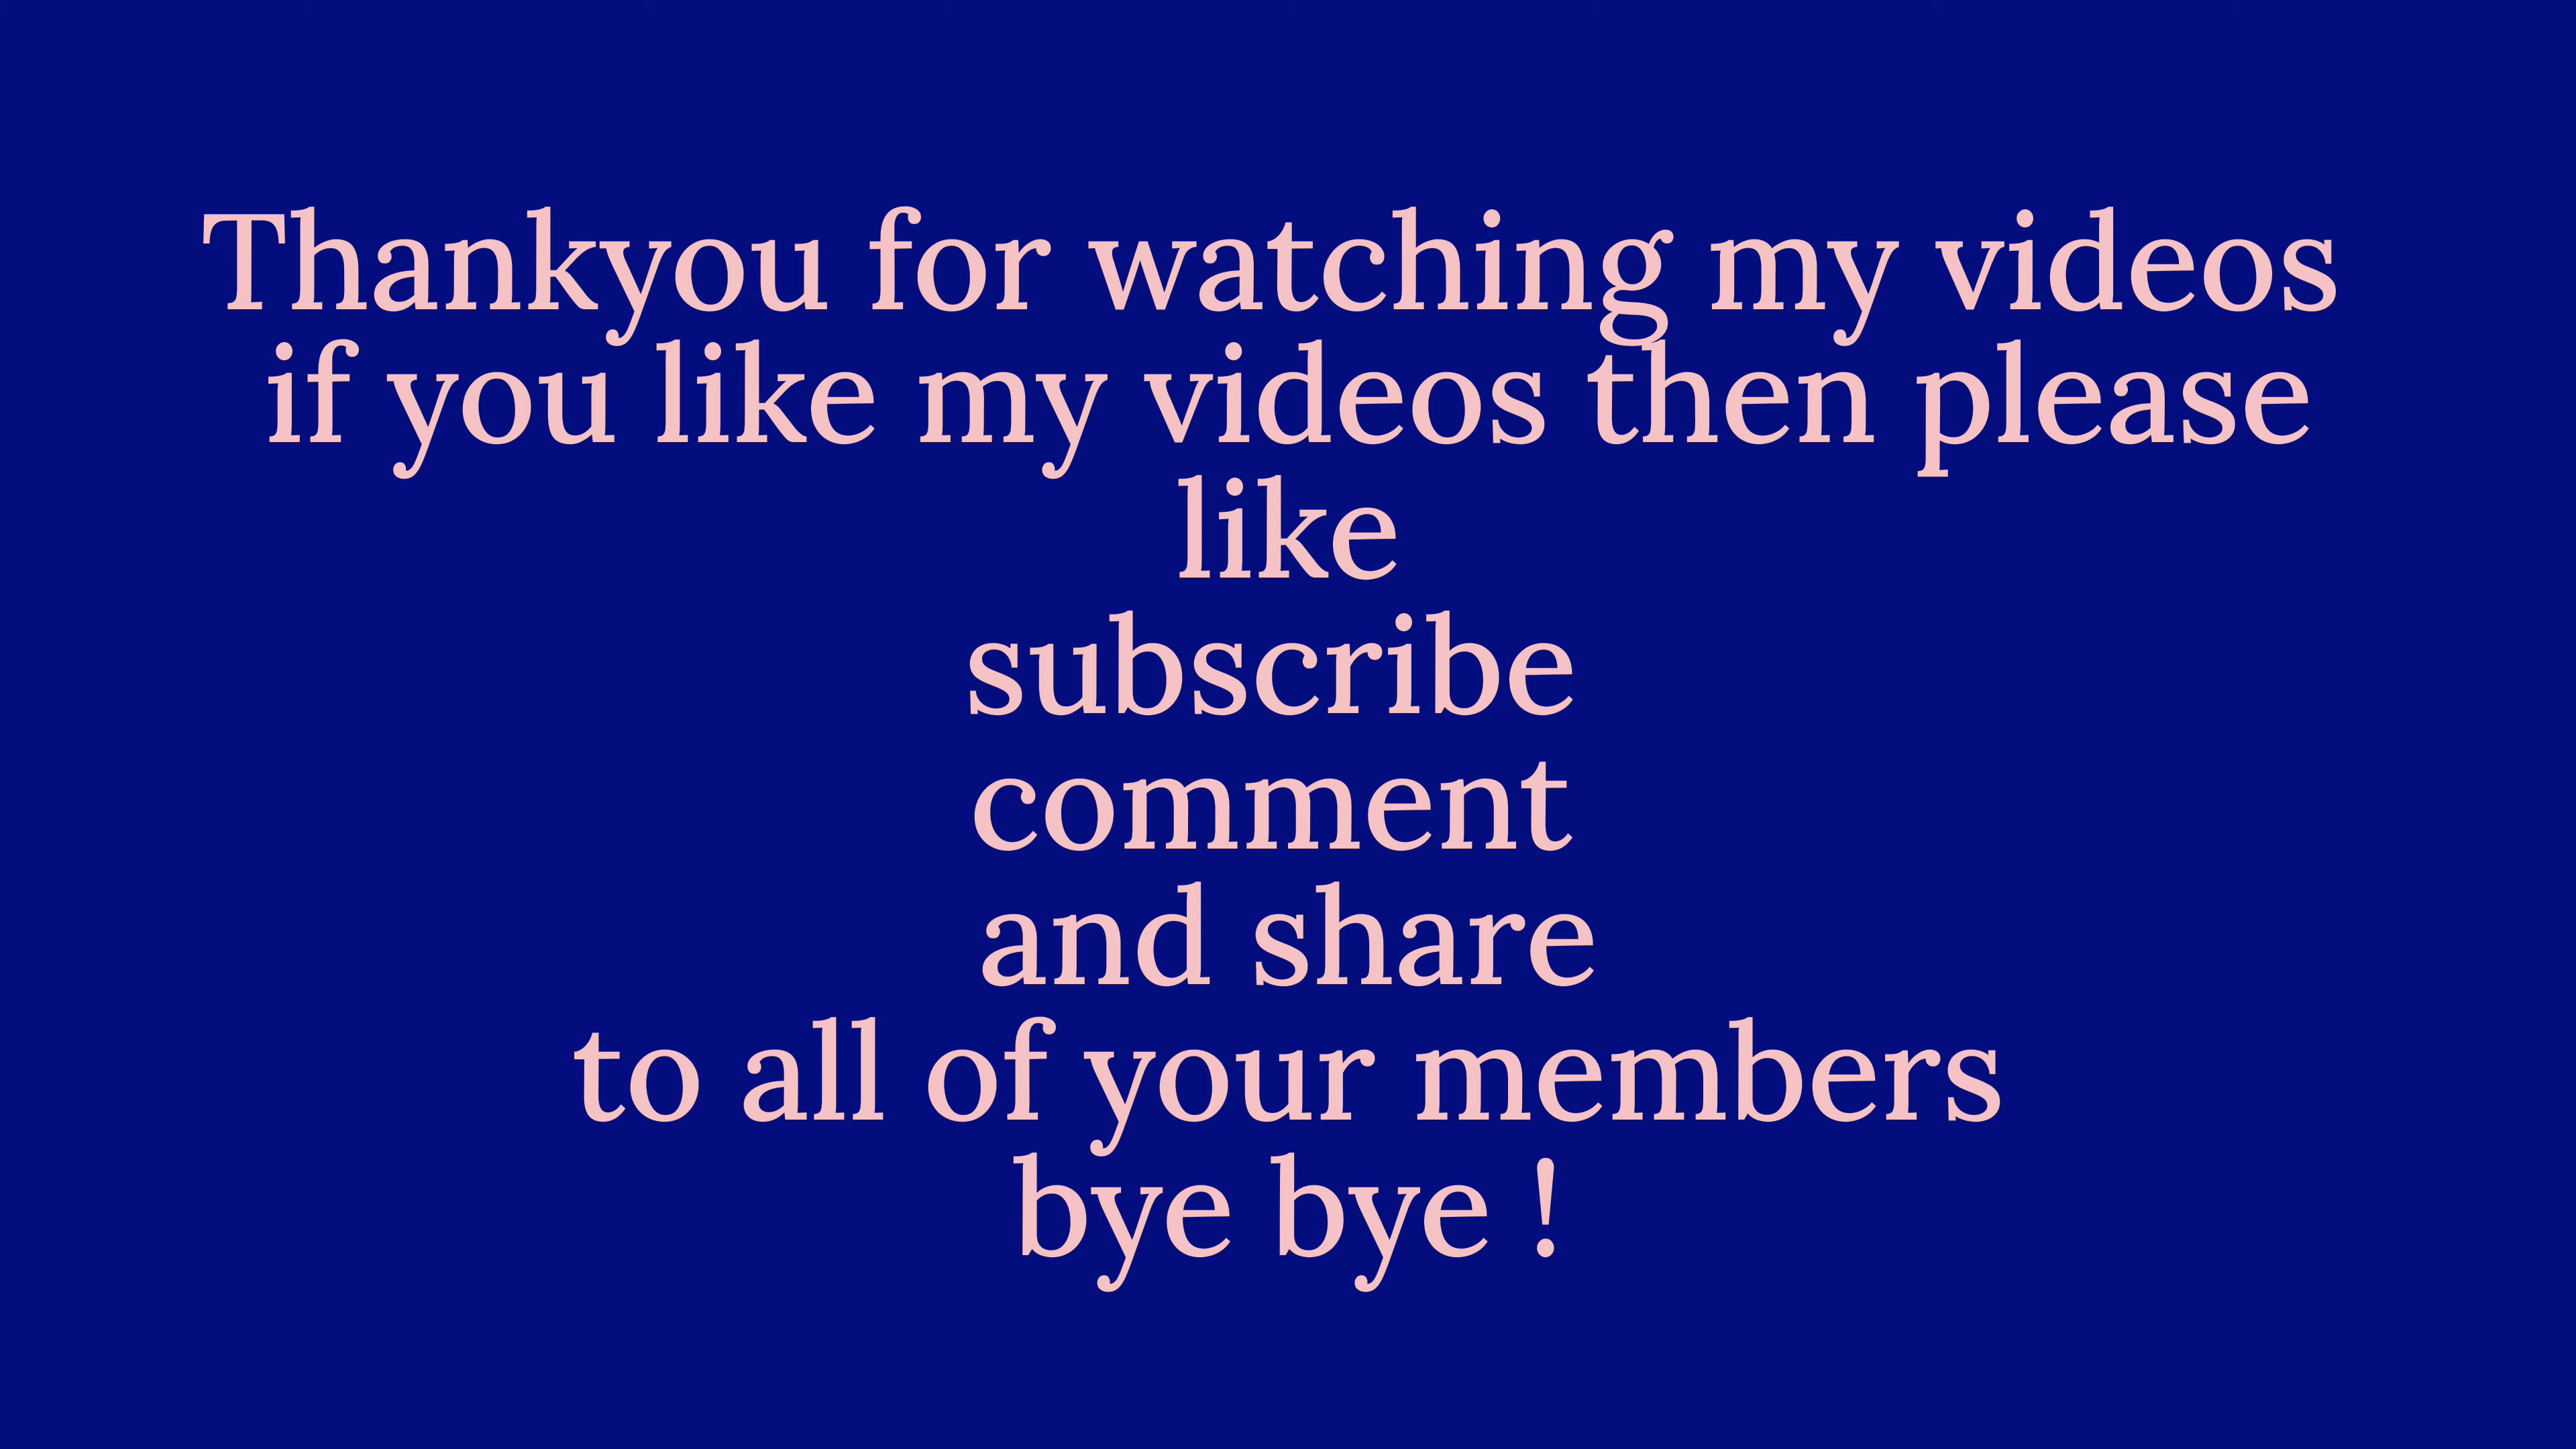 Thankyou for watching my videos
if you like my videos then please
like
subscribe
comment
and share
to all of your members
bye bye !